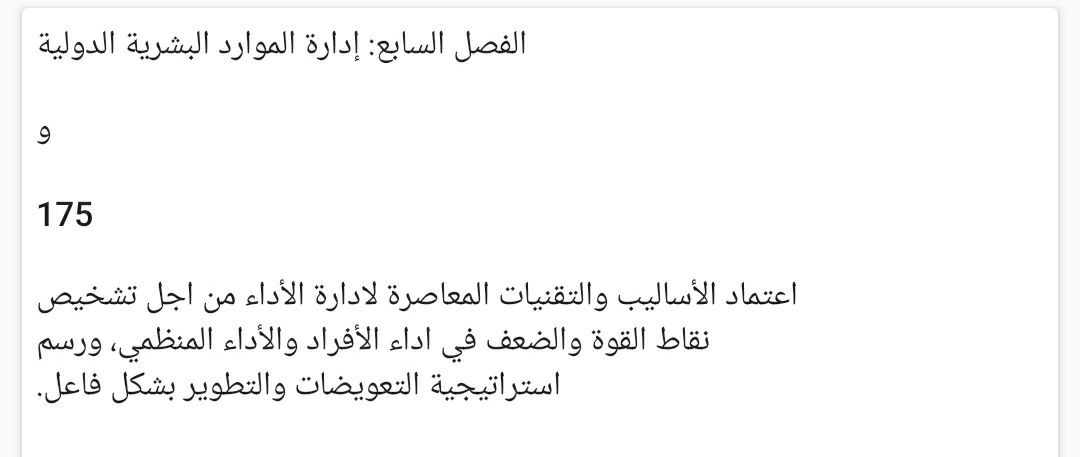 الفصل السابع: إدارة الموارد البشرية الدولية
و
175
اعتماد الأساليب والتقنيات المعاصرة لادارة الأداء من اجل تشخيص
نقاط القوة والضعف في اداء الأفراد والأداء المنظمي، ورسم
استراتيجية التعويضات والتطوير بشكل فاعل.